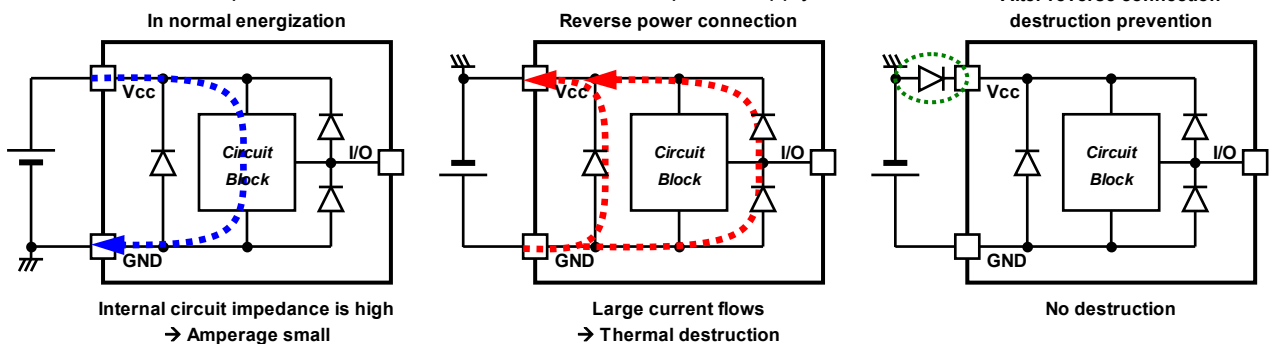 In normal energization
Vcc
Circuit
Block
I/O
GND
Internal circuit impedance is high
→ Amperage small
Reverse power connection
Vcc
Circuit
Block
I/O
GND
Large current flows
→ Thermal destruction
destruction prevention
Vcc
Circuit
Block
I/O
GND
No destruction